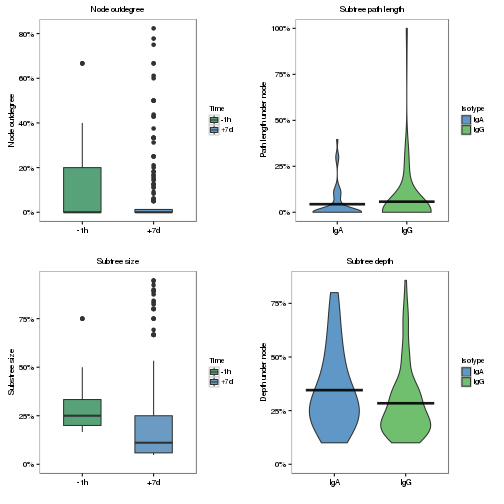 Node outdegree
Node outdegree
80%
60%
40%
20%
0%
-1h
+7d
Time
-1h
+7d
Subtree path length
Path length under node
100%
75%
50%
25%
0%
IgA
IgG
Isotype
IgA
IgG
Subtree size
Substree size
75%
50%
25%
0%
-1h
+7d
Time
-1h
+7d
Subtree depth
Depth under node
75%
50%
25%
0%
IgA
IgG
Isotype
IgA
IgG